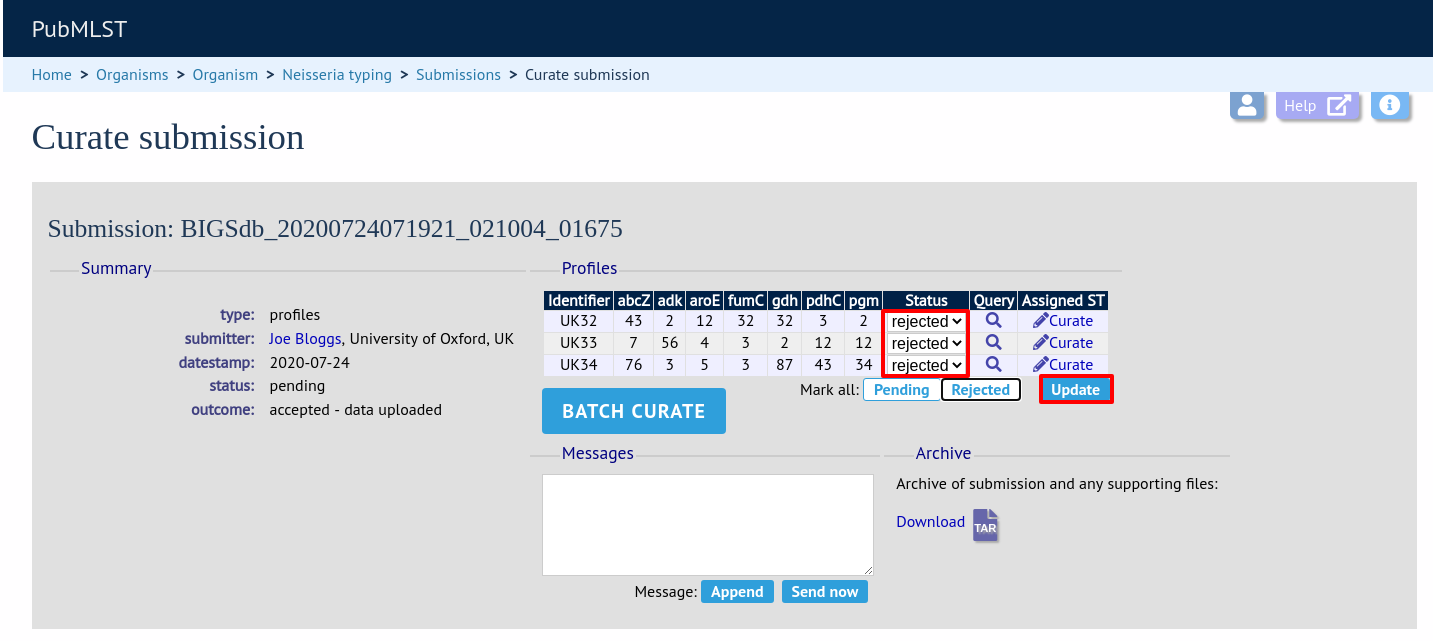 PubMLST
Home > Organisms > Organism > Neisseria typing > Submissions > Curate submission
Help
Curate submission
Submission: BIGSdb_20200724071921_021004_01675
Summary
type: profiles
submitter: Joe Bloggs, University of Oxford, UK
datestamp: 2020-07-24
status: pending
outcome: accepted - data uploaded
Profiles
Identifier abcZ adk aroE fumC gdh pdhC pgm Status Query Assigned ST
UK32 43 2 12 32 32 3 2 rejected Curate
UK33 7 56 4 3 2 12 12 rejected Curate
UK34 76 3 5 3 87 43 34 rejected Curate
Mark all: Pending Rejected Update
BATCH CURATE
Messages
Message: Append Send now
Archive
Archive of submission and any supporting files:
Download TAR